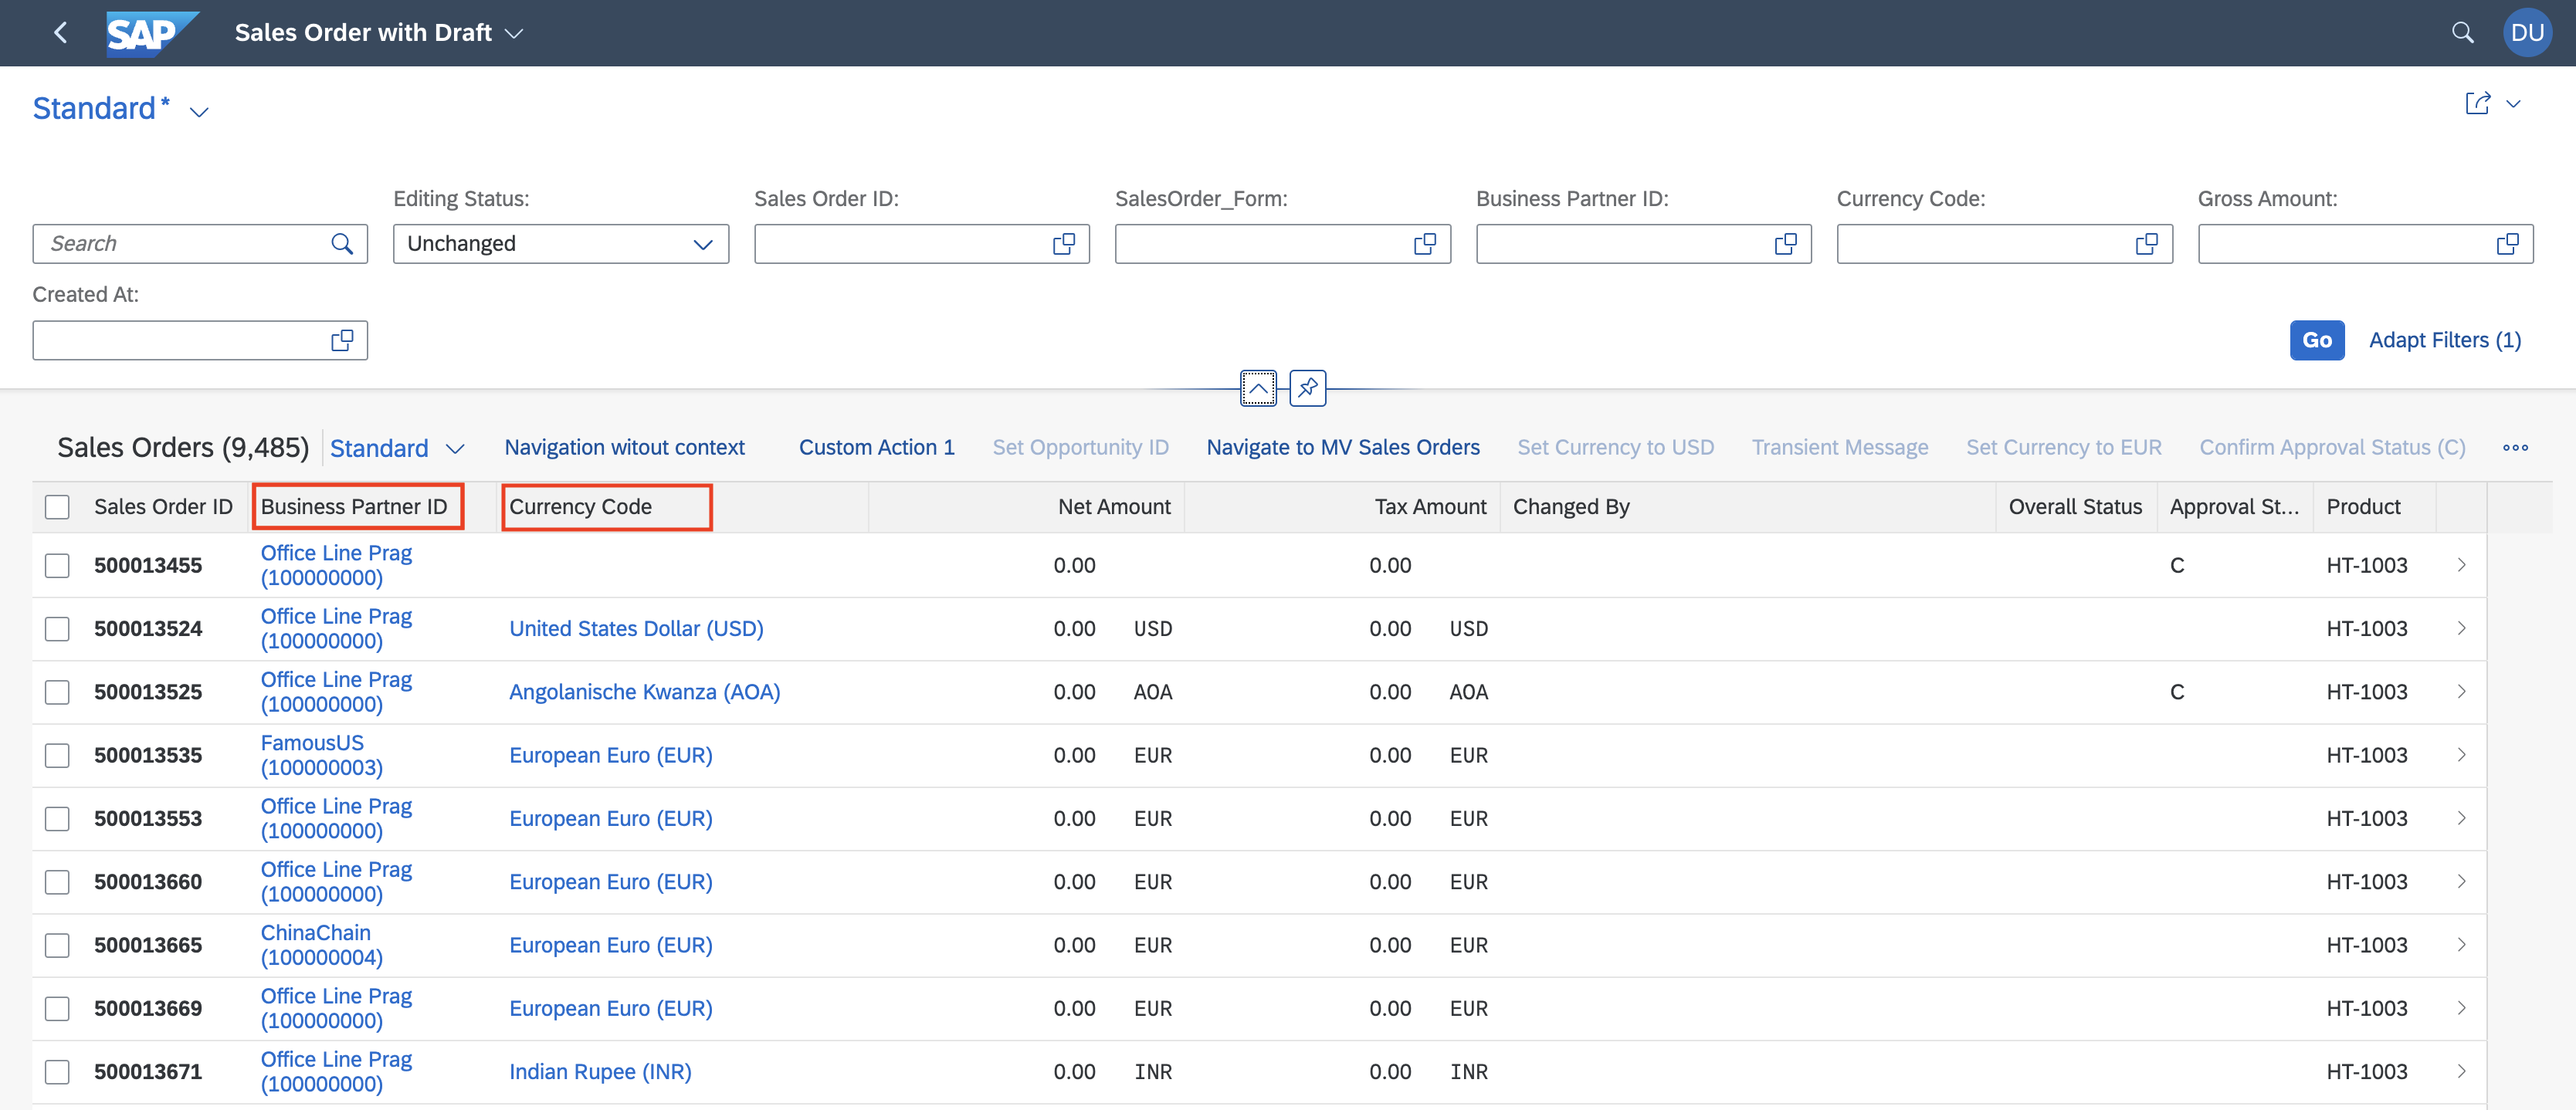 SAP Sales Order with Draft DU
Standard *
Editing Status: Sales Order ID: SalesOrder_Form: Business Partner ID: Currency Code: Gross Amount:
Search Unchanged
Created At:
Go Adapt Filters (1)
Sales Orders (9,485) Standard Navigation witout context Custom Action 1 Set Opportunity ID Navigate to MV Sales Orders Set Currency to USD Transient Message Set Currency to EUR Confirm Approval Status (C)
Sales Order ID Business Partner ID Currency Code Net Amount Tax Amount Changed By Overall Status Approval St... Product
500013455 Office Line Prag 0.00 0.00 C HT-1003
(100000000)
500013524 Office Line Prag United States Dollar (USD) 0.00 USD 0.00 USD HT-1003
(100000000)
500013525 Office Line Prag Angolanische Kwanza (AOA) 0.00 AOA 0.00 AOA C HT-1003
(100000000)
500013535 FamousUS European Euro (EUR) 0.00 EUR 0.00 EUR HT-1003
(100000003)
500013553 Office Line Prag European Euro (EUR) 0.00 EUR 0.00 EUR HT-1003
(100000000)
500013660 Office Line Prag European Euro (EUR) 0.00 EUR 0.00 EUR HT-1003
(100000000)
500013665 ChinaChain European Euro (EUR) 0.00 EUR 0.00 EUR HT-1003
(100000004)
500013669 Office Line Prag European Euro (EUR) 0.00 EUR 0.00 EUR HT-1003
(100000000)
500013671 Office Line Prag Indian Rupee (INR) 0.00 INR 0.00 INR HT-1003
(100000000)